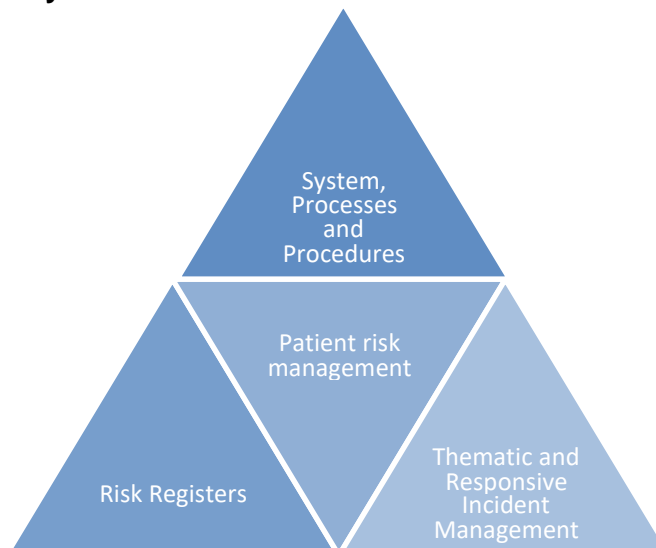 System,
Processes
and
Procedures
Patient risk
management
Risk Registers
Thematic and
Responsive
Incident
Management